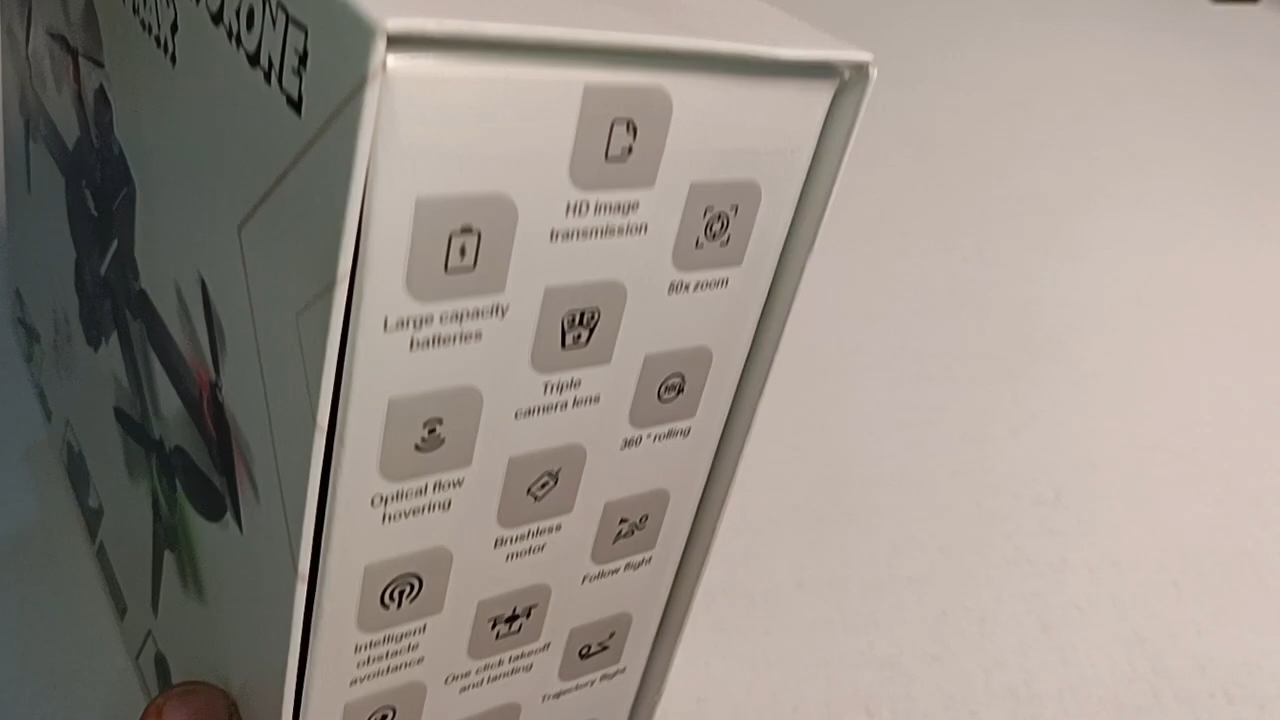 DRONE
HD image
transmission
Large capacity
batteries
60x zoom
Triple
camera lens
360° rolling
Optical flow
hovering
Brushless
motor
Follow flight
Intelligent
obstacle
avoidance
One click takeoff
and landing
Trajectory flight